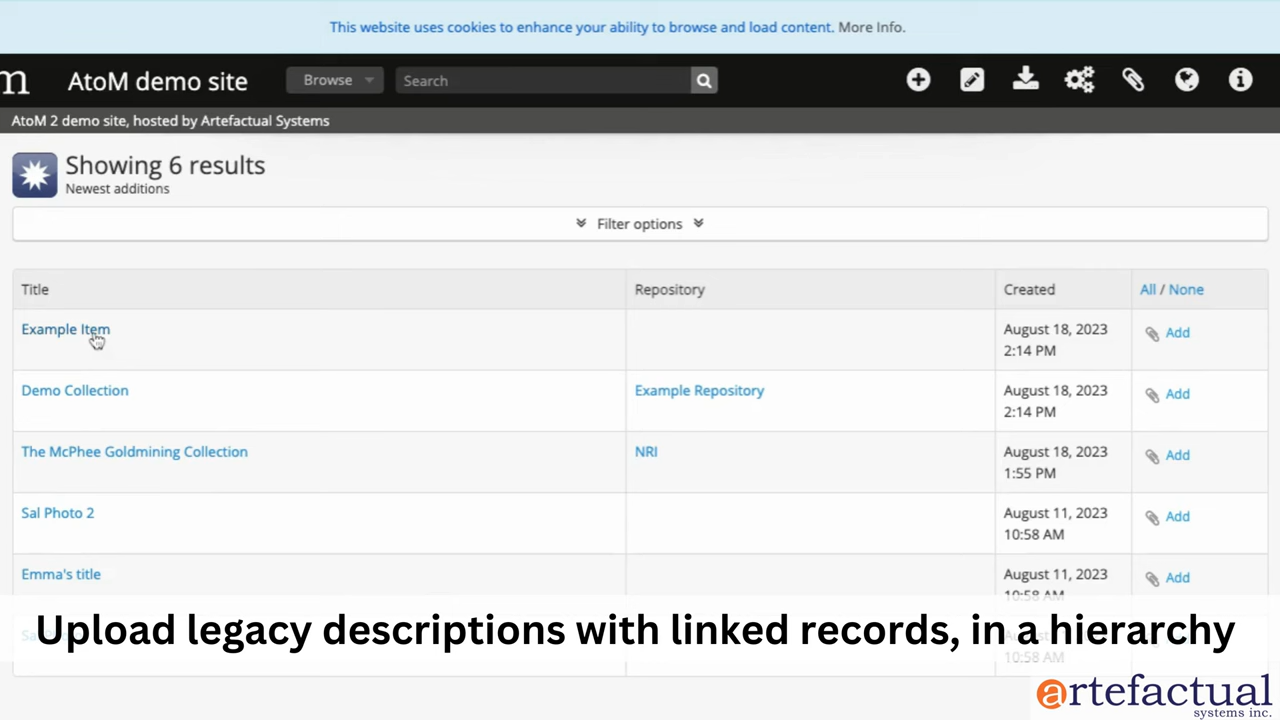 This website uses cookies to enhance your ability to browse and load content. More Info.
m AtoM demo site Browse Search
AtoM 2 demo site, hosted by Artefactual Systems
Showing 6 results
Newest additions
Filter options
Title Repository Created All / None
Example Item August 18, 2023 Add
2:14 PM
Demo Collection Example Repository August 18, 2023 Add
2:14 PM
The McPhee Goldmining Collection NRI August 18, 2023 Add
1:55 PM
Sal Photo 2 August 11, 2023 Add
10:58 AM
Emma's title August 11, 2023 Add
10:58 AM
Upload legacy descriptions with linked records, in a hierarchy
10:58 AM
artefactual
systems inc.